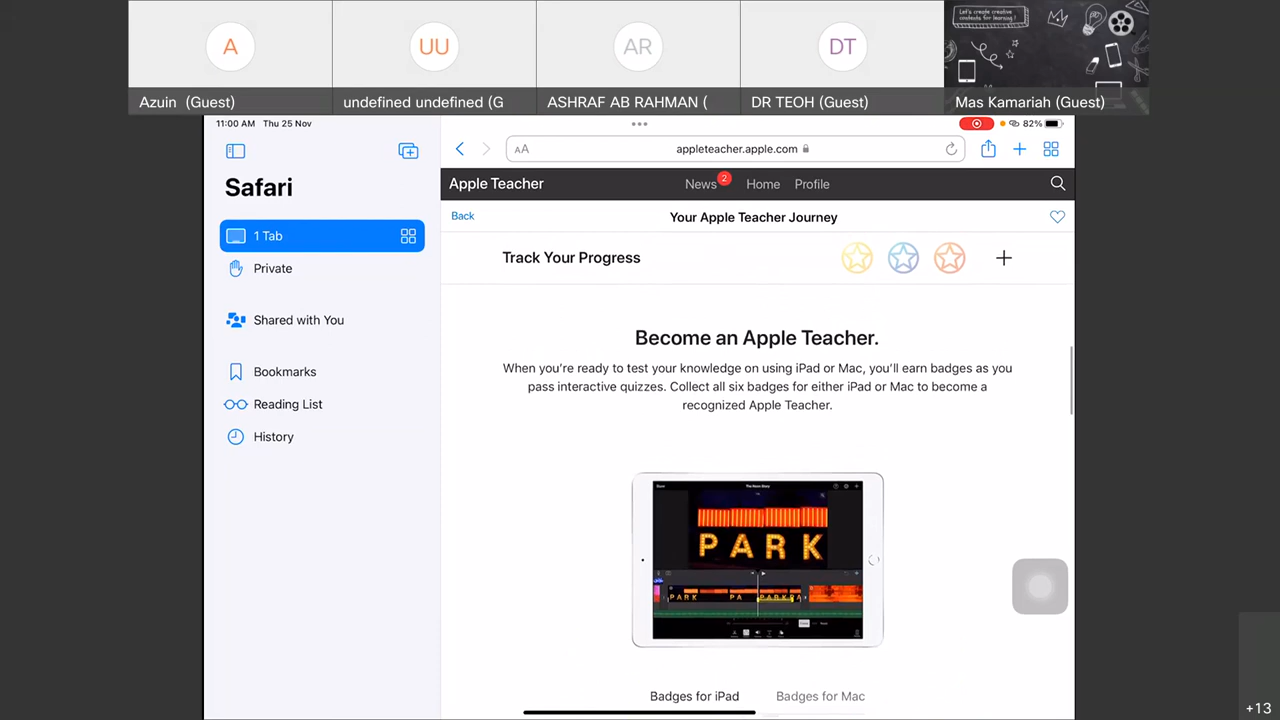 A
UU
AR
DT
Let's create creative
contents for learning!
Azuin (Guest)
undefined undefined (G
ASHRAF AB RAHMAN (
DR TEOH (Guest)
Mas Kamariah (Guest)
11:00 AM Thu 25 Nov
82%
AA
appleteacher.apple.com
Safari
1 Tab
Private
Shared with You
Bookmarks
Reading List
History
Apple Teacher
News
2
Home
Profile
Back
Your Apple Teacher Journey
Track Your Progress
Become an Apple Teacher.
When you're ready to test your knowledge on using iPad or Mac, you'll earn badges as you
pass interactive quizzes. Collect all six badges for either iPad or Mac to become a
recognized Apple Teacher.
PARK
PARK
PA
PARK
Badges for iPad
Badges for Mac
+13